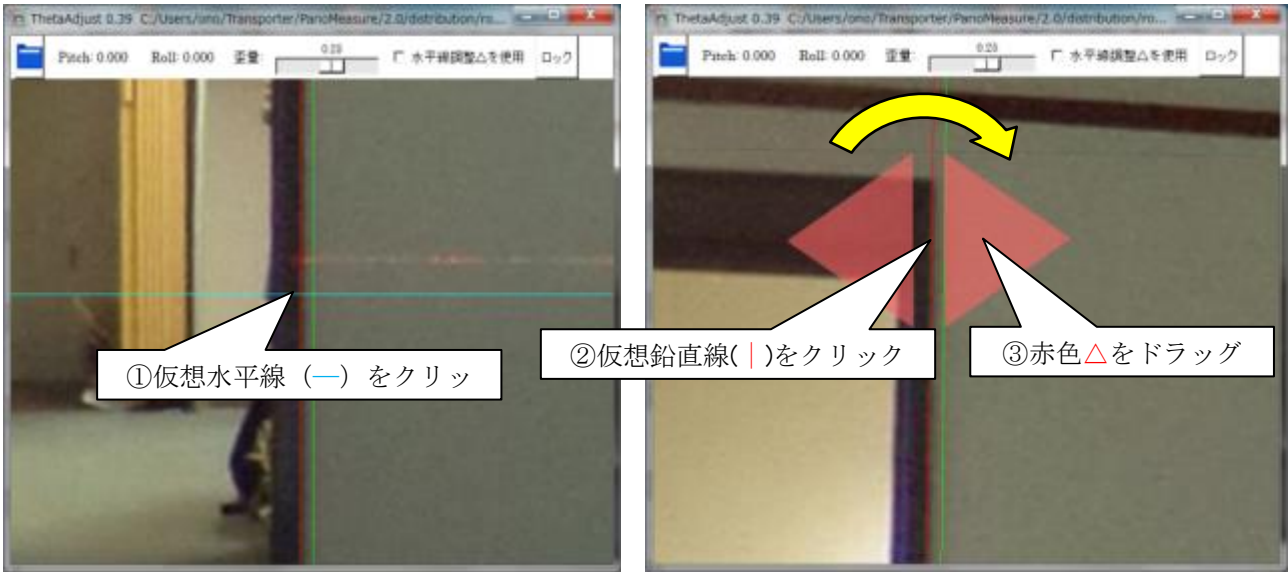 ThetaAdjust 0.39 C:/Users/ono/Transporter/PanoMeasure/2.0/distribution/ro...
Pitch: 0.000 Roll: 0.000 歪量: 0.20 水平線調整△を使用 ロック
①仮想水平線（―）をクリッ
ThetaAdjust 0.39 C:/Users/ono/Transporter/PanoMeasure/2.0/distribution/ro...
Pitch: 0.000 Roll: 0.000 歪量: 0.20 水平線調整△を使用 ロック
②仮想鉛直線(｜)をクリック
③赤色△をドラッグ